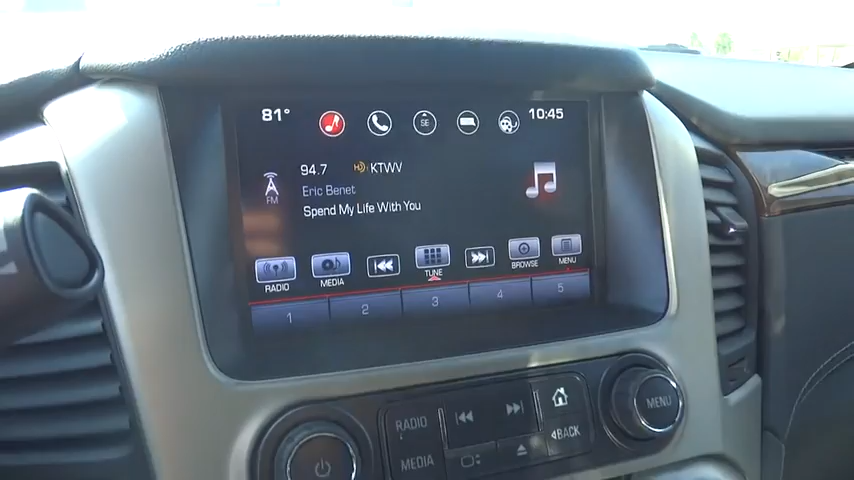 81° SE 10:45
94.7 HD KTWV
FM Eric Benet
Spend My LIfe With You
RADIO MEDIA TUNE BROWSE MENU
1 2 3 4 5
RADIO
MEDIA BACK
MENU